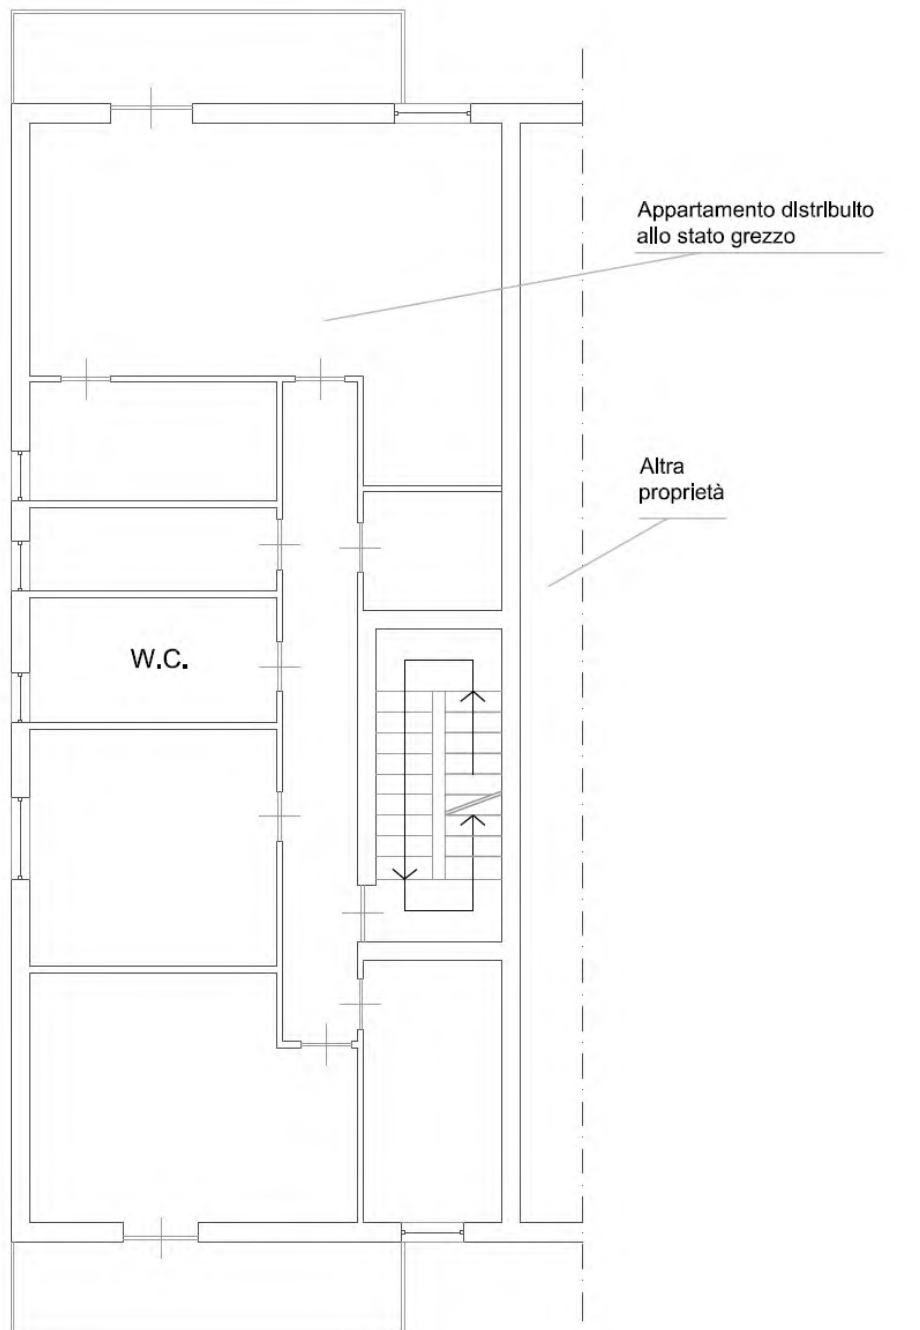 Appartamento distribuito
allo stato grezzo
Altra
proprietà
W.C.